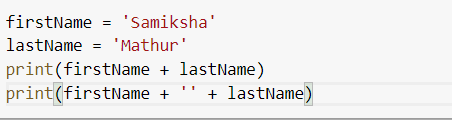 firstName = 'Samiksha'
lastName = 'Mathur'
print(firstName + lastName)
print(firstName + '' + lastName)